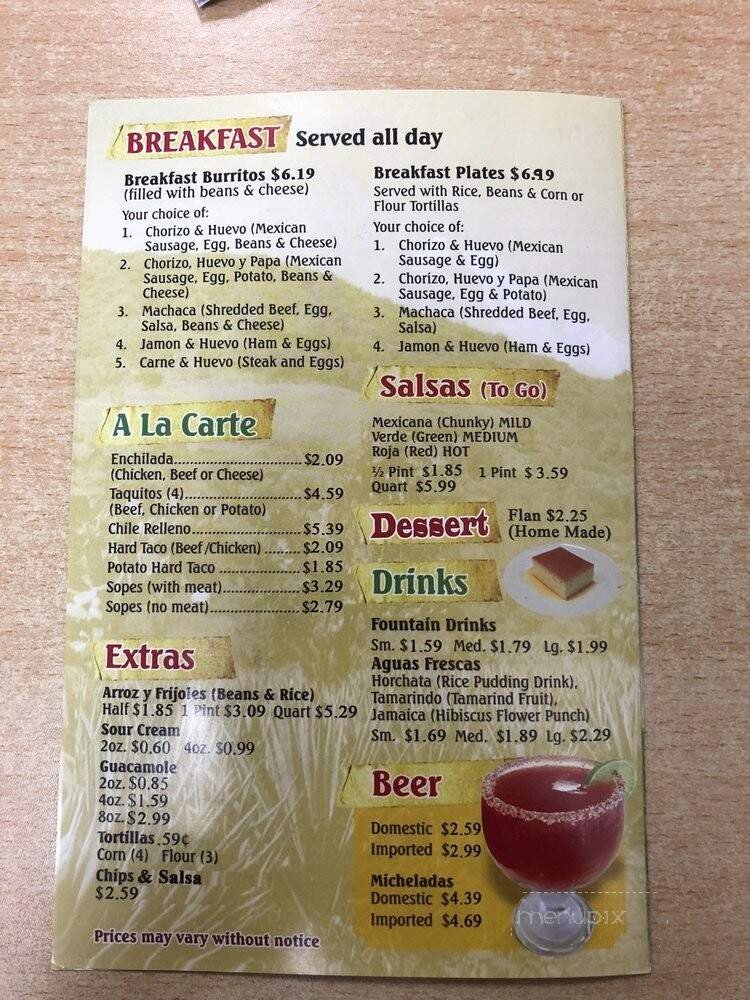 BREAKFAST Served all day
Breakfast Burritos $6.19
(filled with beans & cheese)
Your choice of:
1. Chorizo & Huevo (Mexican
Sausage, Egg, Beans & Cheese)
2. Chorizo, Huevo y Papa (Mexican
Sausage, Egg, Potato, Beans &
Cheese)
3. Machaca (Shredded Beef, Egg,
Salsa, Beans & Cheese)
4. Jamon & Huevo (Ham & Eggs)
5. Carne & Huevo (Steak and Eggs)
A La Carte
Enchilada..........................$2.09
(Chicken, Beef or Cheese)
Taquitos (4)........................$4.59
(Beef, Chicken or Potato)
Chile Relleno.......................$5.39
Hard Taco (Beef/Chicken) ........$2.09
Potato Hard Taco .................$1.85
Sopes (with meat)..................$3.29
Sopes (no meat)....................$2.79
Extras
Arroz y Frijoles (Beans & Rice)
Half $1.85 1 Pint $3.09 Quart $5.29
Sour Cream
2oz. $0.60 4oz. $0.99
Guacamole
2oz. $0.85
4oz. $1.59
8oz. $2.99
Tortillas .59¢
Corn (4) Flour (3)
Chips & Salsa
$2.59
Prices may vary without notice
Breakfast Plates $6.99
Served with Rice, Beans & Corn or
Flour Tortillas
Your choice of:
1. Chorizo & Huevo (Mexican
Sausage & Egg)
2. Chorizo, Huevo y Papa (Mexican
Sausage, Egg & Potato)
3. Machaca (Shredded Beef, Egg,
Salsa)
4. Jamon & Huevo (Ham & Eggs)
Salsas (To Go)
Mexicana (Chunky) MILD
Verde (Green) MEDIUM
Roja (Red) HOT
½ Pint $1.85 1 Pint $3.59
Quart $5.99
Dessert Flan $2.25
(Home Made)
Drinks
Fountain Drinks
Sm. $1.59 Med. $1.79 Lg. $1.99
Aguas Frescas
Horchata (Rice Pudding Drink),
Tamarindo (Tamarind Fruit),
Jamaica (Hibiscus Flower Punch)
Sm. $1.69 Med. $1.89 Lg. $2.29
Beer
Domestic $2.59
Imported $2.99
Micheladas
Domestic $4.39
Imported $4.69
menupix